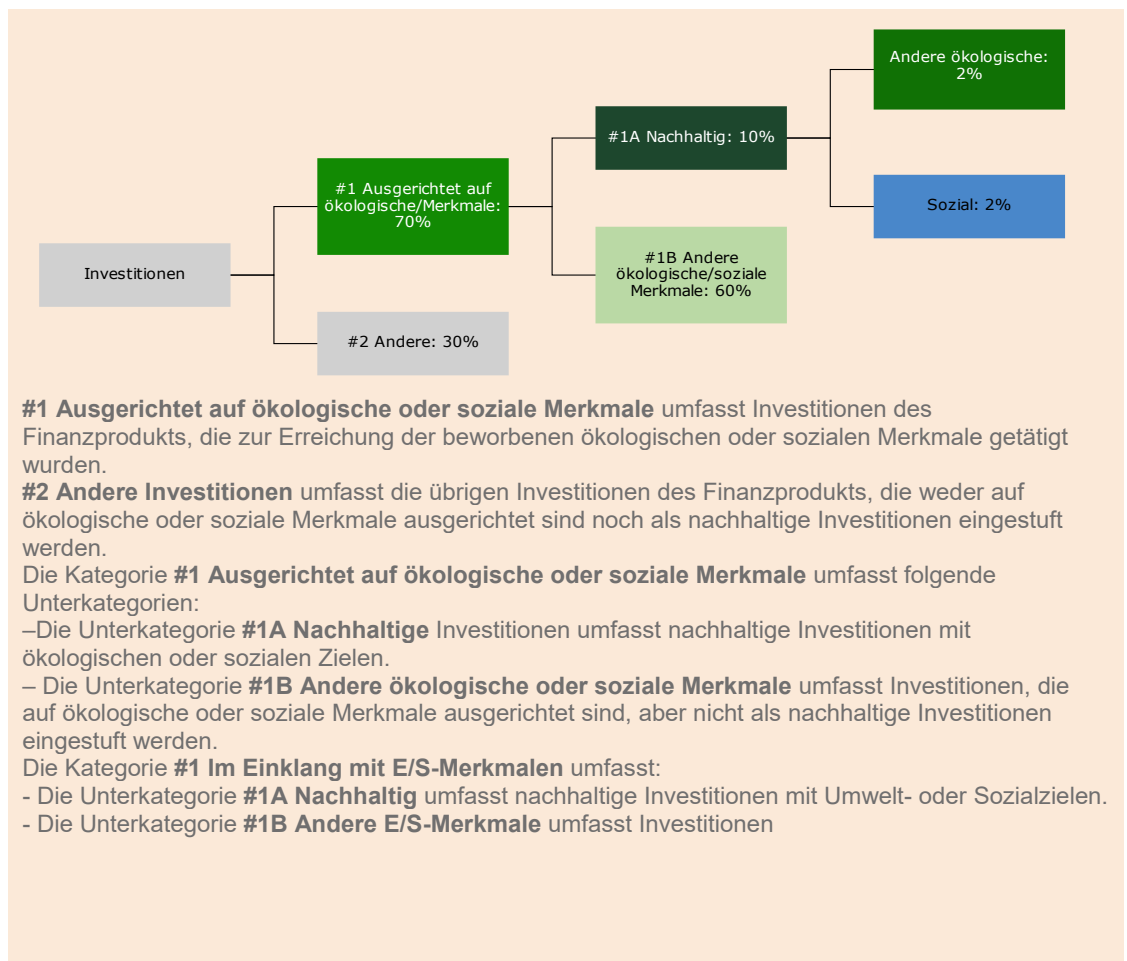 Andere ökologische:
2%
#1A Nachhaltig: 10%
#1 Ausgerichtet auf
ökologische/Merkmale:
70%
Sozial: 2%
Investitionen
#1B Andere
ökologische/soziale
Merkmale: 60%
#2 Andere: 30%
#1 Ausgerichtet auf ökologische oder soziale Merkmale umfasst Investitionen des
Finanzprodukts, die zur Erreichung der beworbenen ökologischen oder sozialen Merkmale getätigt
wurden.
#2 Andere Investitionen umfasst die übrigen Investitionen des Finanzprodukts, die weder auf
ökologische oder soziale Merkmale ausgerichtet sind noch als nachhaltige Investitionen eingestuft
werden.
Die Kategorie #1 Ausgerichtet auf ökologische oder soziale Merkmale umfasst folgende
Unterkategorien:
–Die Unterkategorie #1A Nachhaltige Investitionen umfasst nachhaltige Investitionen mit
ökologischen oder sozialen Zielen.
– Die Unterkategorie #1B Andere ökologische oder soziale Merkmale umfasst Investitionen, die
auf ökologische oder soziale Merkmale ausgerichtet sind, aber nicht als nachhaltige Investitionen
eingestuft werden.
Die Kategorie #1 Im Einklang mit E/S-Merkmalen umfasst:
- Die Unterkategorie #1A Nachhaltig umfasst nachhaltige Investitionen mit Umwelt- oder Sozialzielen.
- Die Unterkategorie #1B Andere E/S-Merkmale umfasst Investitionen